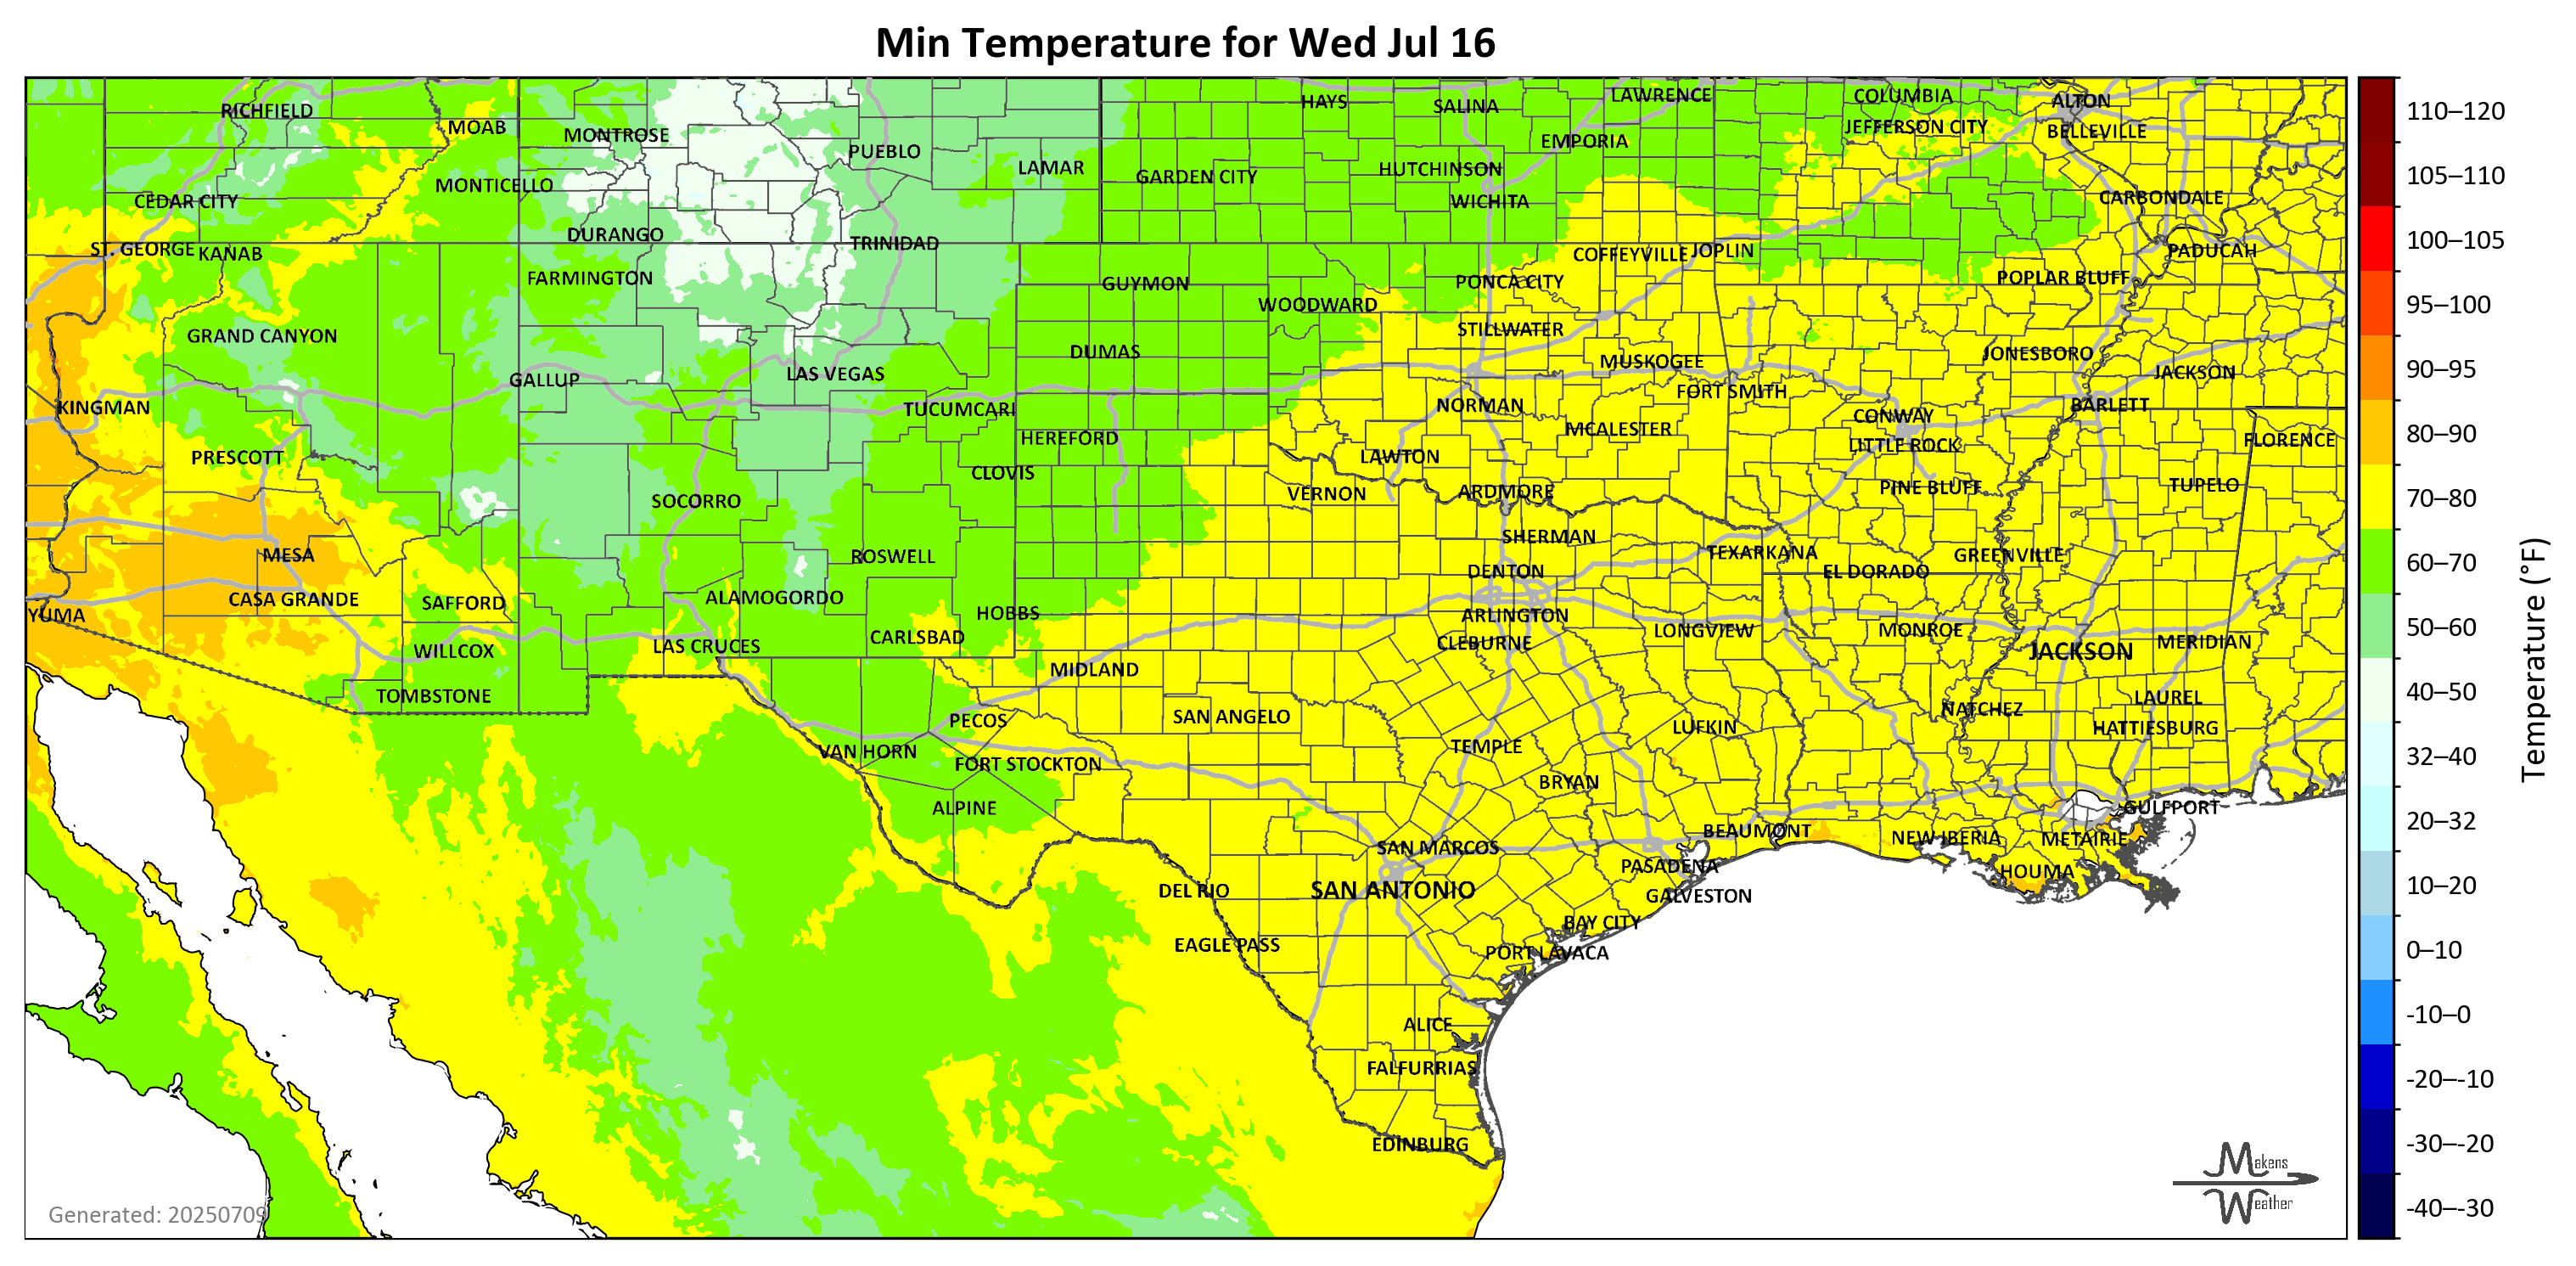 Min Temperature for Wed Jul 16
RICHFIELD
MOAB
MONTROSE
PUEBLO
LAMAR
HAYS
SALINA
LAWRENCE
COLUMBIA
ALTON
EMPORIA
JEFFERSON CITY
BELLEVILLE
CEDAR CITY
MONTICELLO
GARDEN CITY
HUTCHINSON
WICHITA
CARBONDALE
ST. GEORGE
KANAB
DURANGO
TRINIDAD
COFFEYVILLE
JOPLIN
PADUCAH
FARMINGTON
GUYMON
WOODWARD
PONCA CITY
POPLAR BLUFF
GRAND CANYON
DUMAS
STILLWATER
MUSKOGEE
JONESBORO
JACKSON
KINGMAN
GALLUP
LAS VEGAS
TUCUMCARI
NORMAN
FORT SMITH
CONWAY
BARLETT
PRESCOTT
HEREFORD
LAWTON
MCALESTER
LITTLE ROCK
FLORENCE
SOCORRO
CLOVIS
VERNON
ARDMORE
PINE BLUFF
TUPELO
MESA
ROSWELL
SHERMAN
TEXARKANA
GREENVILLE
YUMA
CASA GRANDE
SAFFORD
ALAMOGORDO
HOBBS
DENTON
ARLINGTON
EL DORADO
WILLCOX
LAS CRUCES
CARLSBAD
CLEBURNE
LONGVIEW
MONROE
JACKSON
MERIDIAN
TOMBSTONE
MIDLAND
LAUREL
PECOS
SAN ANGELO
LUFKIN
NATCHEZ
HATTIESBURG
VAN HORN
FORT STOCKTON
TEMPLE
BRYAN
ALPINE
GULFPORT
SAN MARCOS
BEAUMONT
NEW IBERIA
METAIRIE
DEL RIO
SAN ANTONIO
PASADENA
GALVESTON
HOUMA
EAGLE PASS
BAY CITY
PORT LAVACA
ALICE
FALFURRIAS
EDINBURG
Generated: 20250709
Makens
Weather
110–120
105–110
100–105
95–100
90–95
80–90
70–80
60–70
50–60
40–50
32–40
20–32
10–20
0–10
-10–0
-20–-10
-30–-20
-40–-30
Temperature (°F)